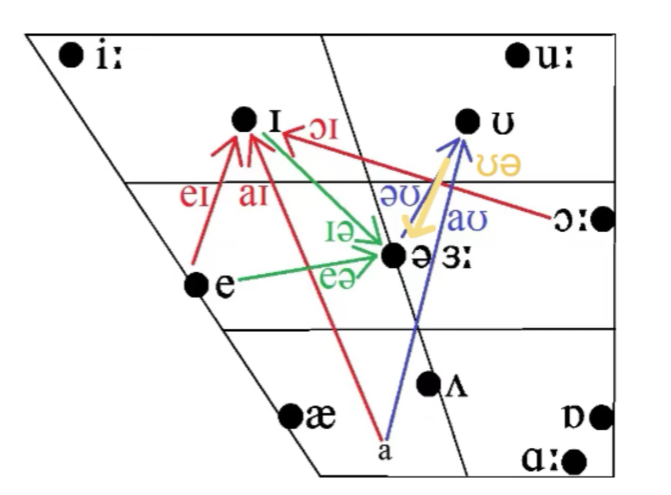 iː uː
ɪ ɔɪ ʊ
ʊə
eɪ aɪ əʊ
aʊ ɔː
ɪə
ə ɜː
e eə
ʌ
æ ɒ
a ɑː